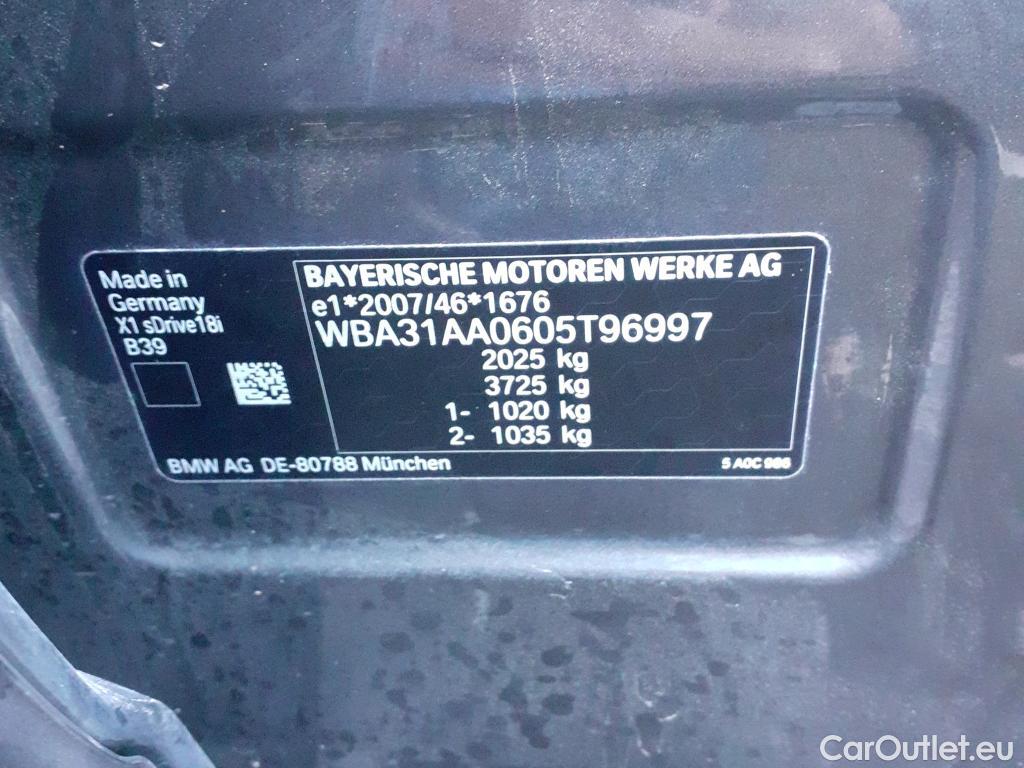 Made in
Germany
X1 sDrive18i
B39
BAYERISCHE MOTOREN WERKE AG
e1*2007/46*1676
WBA31AA0605T96997
2025 kg
3725 kg
1- 1020 kg
2- 1035 kg
BMW AG DE-80788 München
5 A0C 986
CarOutlet.eu